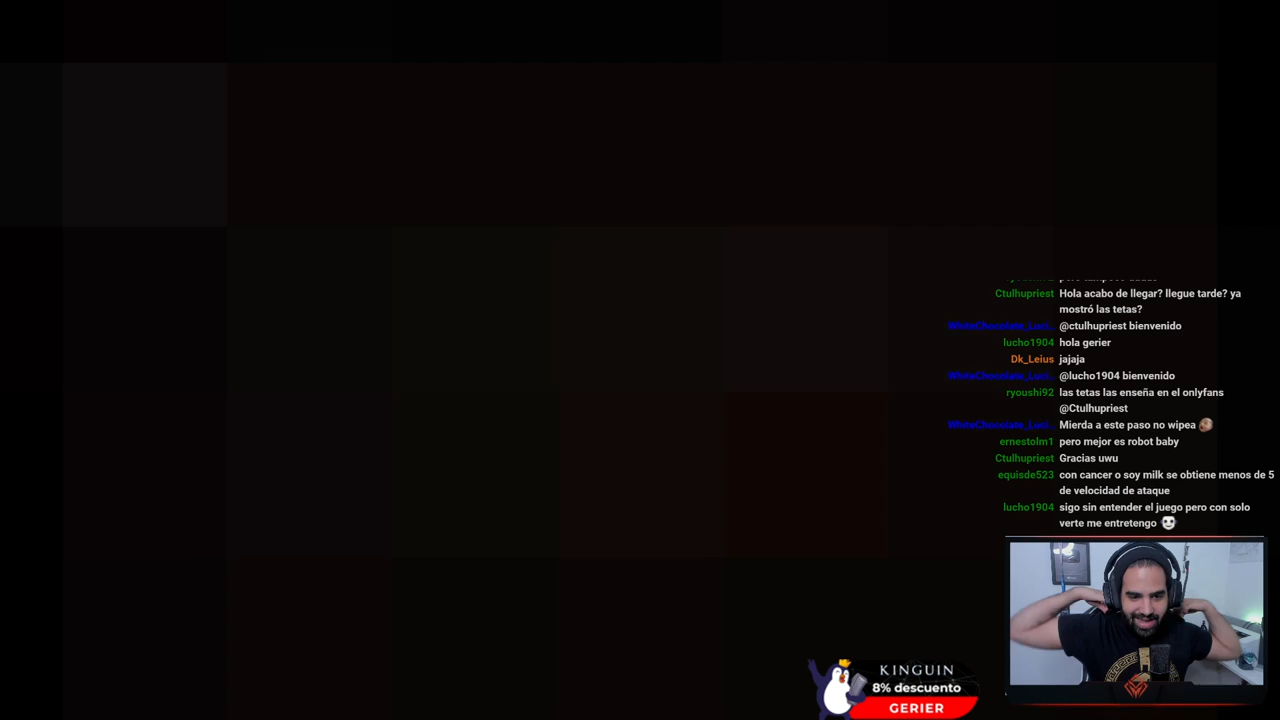 Ctulhupriest Hola acabo de llegar? llegue tarde? ya
mostró las tetas?
@ctulhupriest bienvenido
lucho1904 hola gerier
Dk_Leius jajaja
@lucho1904 bienvenido
ryoushi92 las tetas las enseña en el onlyfans
@Ctulhupriest
Mierda a este paso no wipea
ernestolm1 pero mejor es robot baby
Ctulhupriest Gracias uwu
equisde523 con cancer o soy milk se obtiene menos de 5
de velocidad de ataque
lucho1904 sigo sin entender el juego pero con solo
verte me entretengo
KINGUIN
8% descuento
GERIER